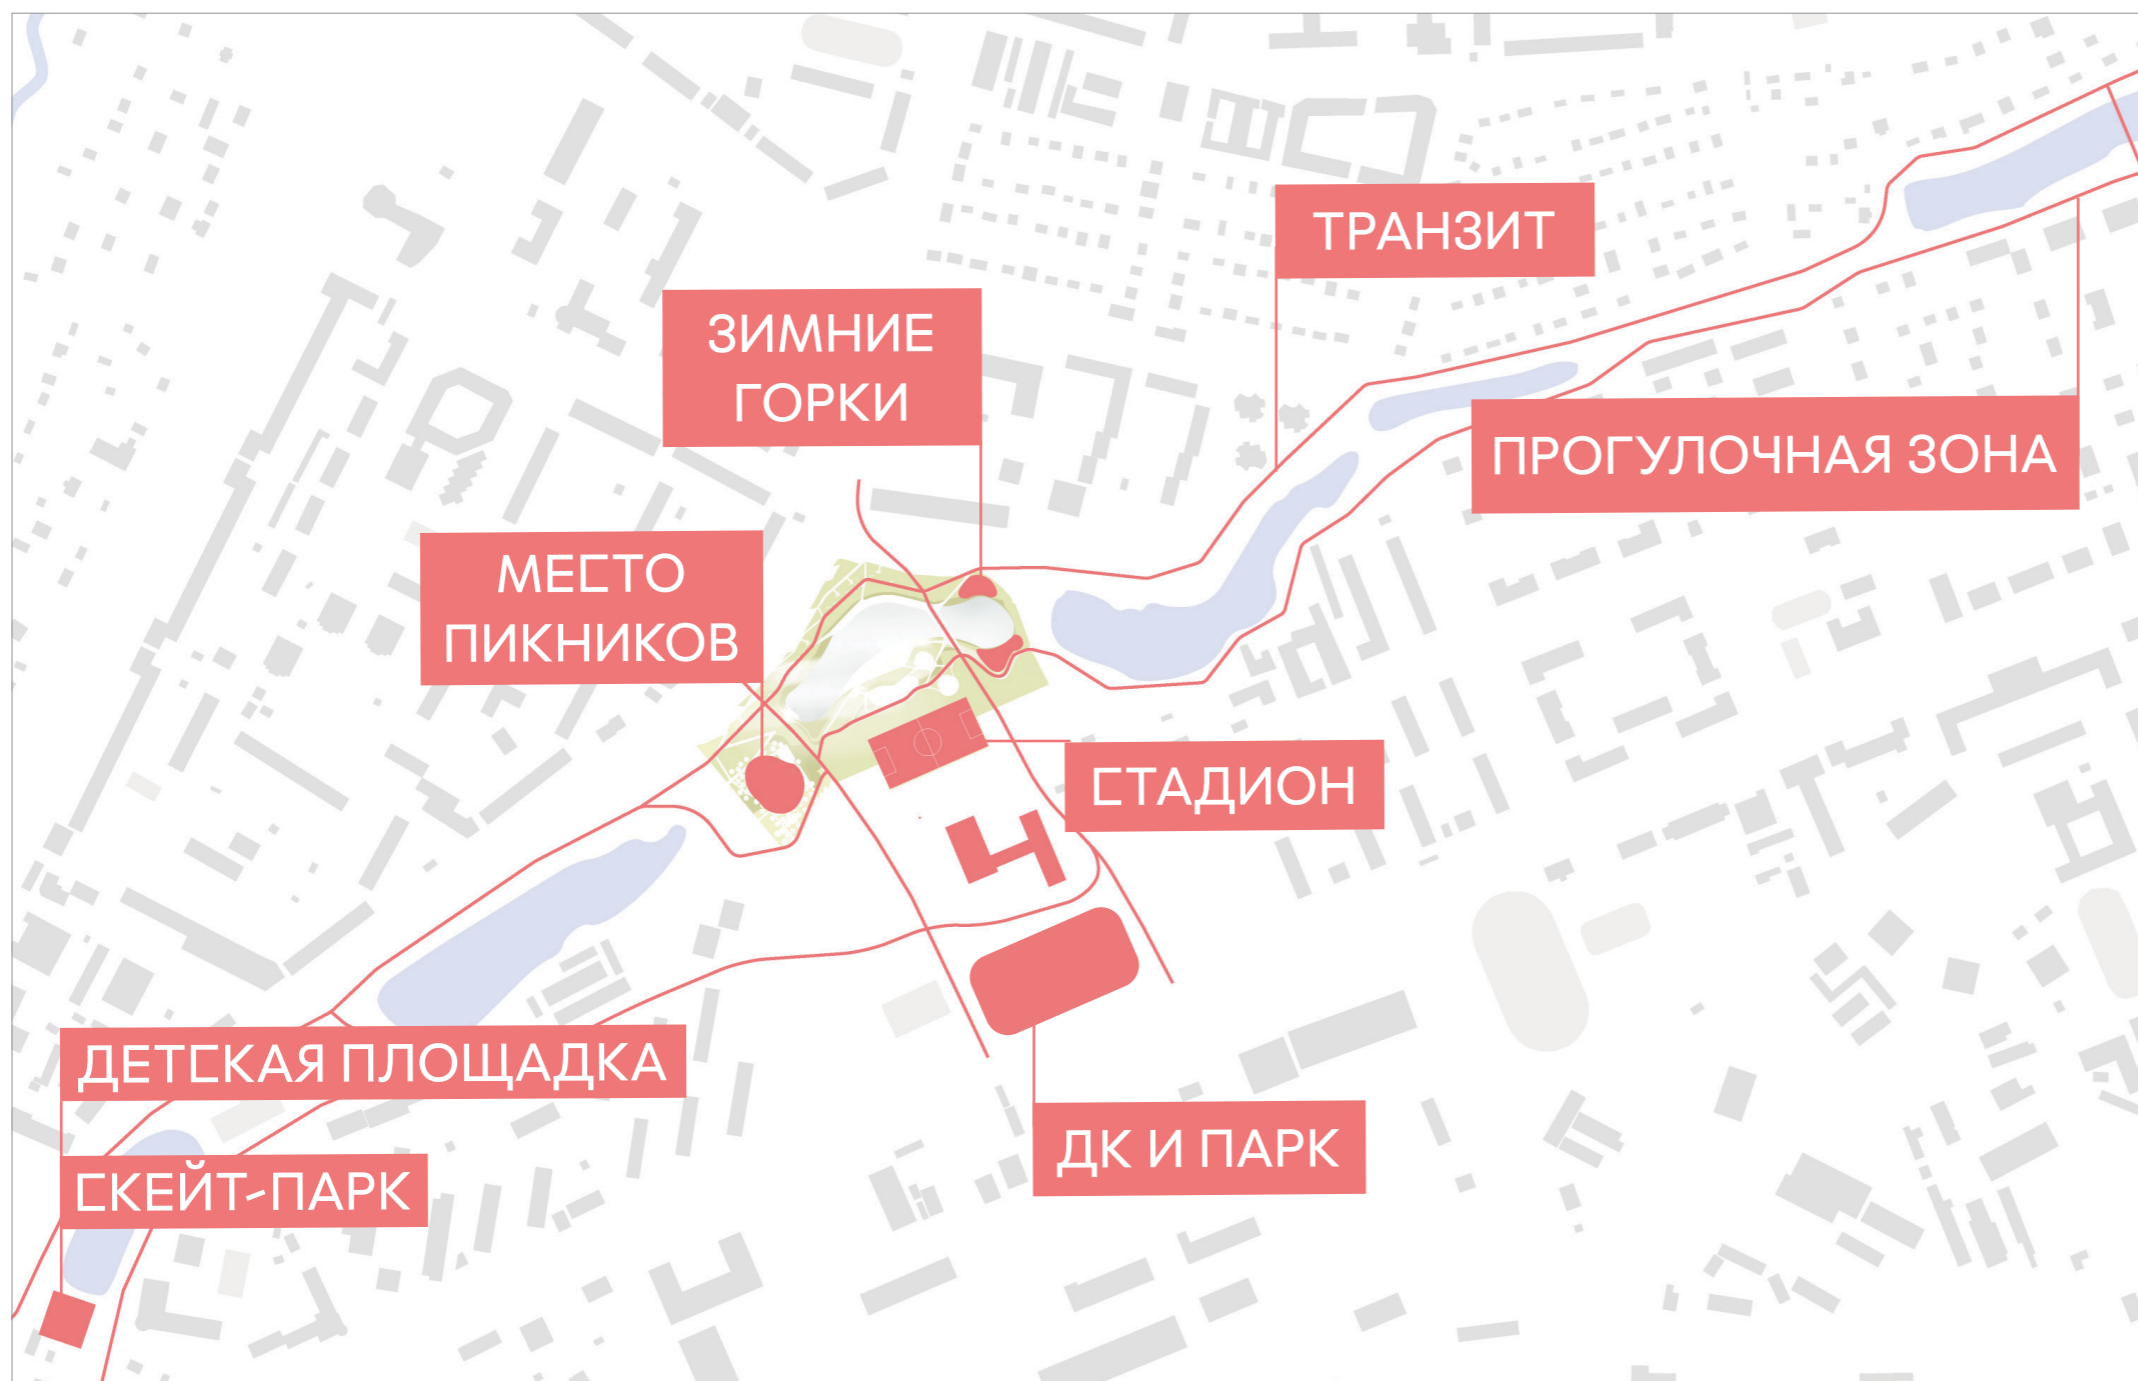 ТРАНЗИТ
ЗИМНИЕ
ГОРКИ
ПРОГУЛОЧНАЯ ЗОНА
МЕСТО
ПИКНИКОВ
СТАДИОН
ДЕТСКАЯ ПЛОЩАДКА
ДК И ПАРК
СКЕЙТ-ПАРК